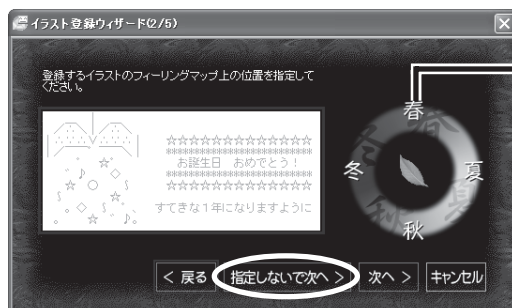 イラスト登録ウィザード(2/5)
登録するイラストのフィーリングマップ上の位置を指定して
ください。
☆☆☆☆☆☆☆☆☆☆☆☆☆
********************
お誕生日　おめでとう！
********************
☆☆☆☆☆☆☆☆☆☆☆☆☆
すてきな１年になりますように
春
夏
秋
冬
< 戻る
指定しないで次へ >
次へ >
キャンセル